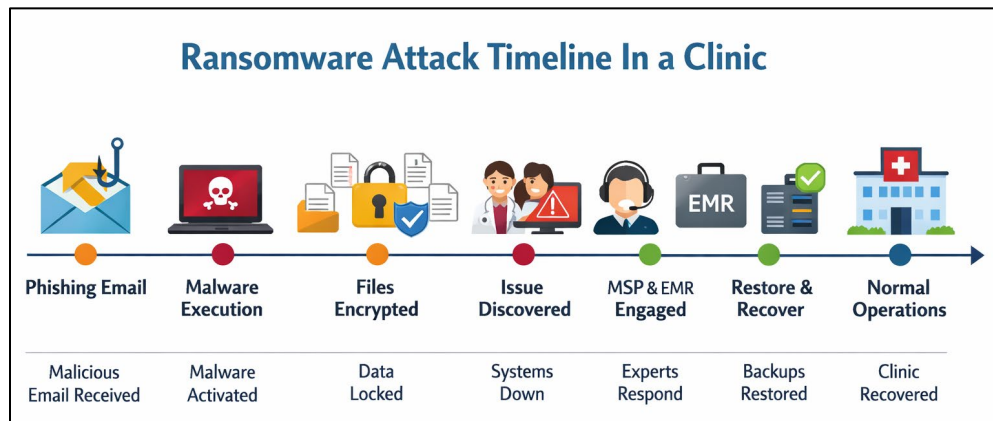 Ransomware Attack Timeline In a Clinic
EMR
Phishing Email
Malware
Execution
Files
Encrypted
Issue
Discovered
MSP & EMR
Engaged
Restore &
Recover
Normal
Operations
Malicious
Email Received
Malware
Activated
Data
Locked
Systems
Down
Experts
Respond
Backups
Restored
Clinic
Recovered